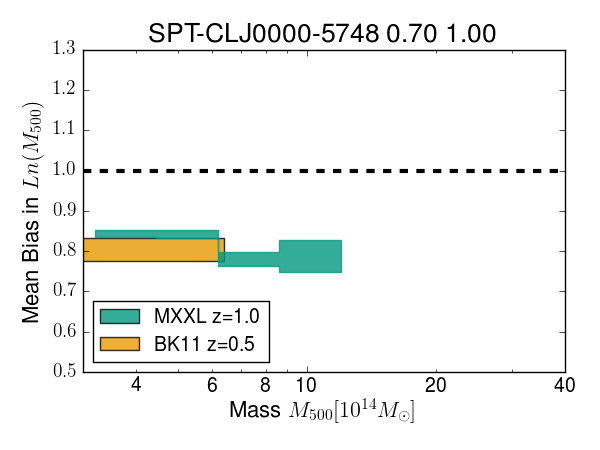 SPT-CLJ0000-5748 0.70 1.00
Mean Bias in Ln(M500)
1.3
1.2
1.1
1.0
0.9
0.8
0.7
0.6
0.5
MXXL z=1.0
BK11 z=0.5
4 6 8 10 20 40
Mass M500[10^14 M⊙]